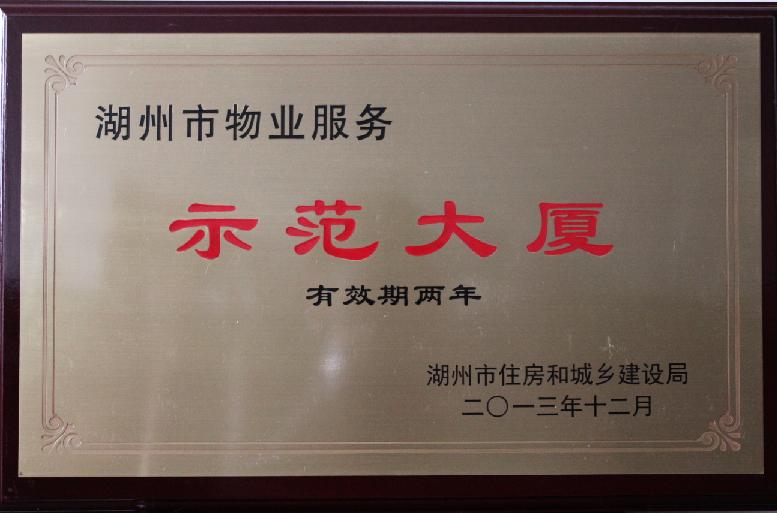 湖州市物业服务
示范大厦
有效期两年
湖州市住房和城乡建设局
二〇一三年十二月